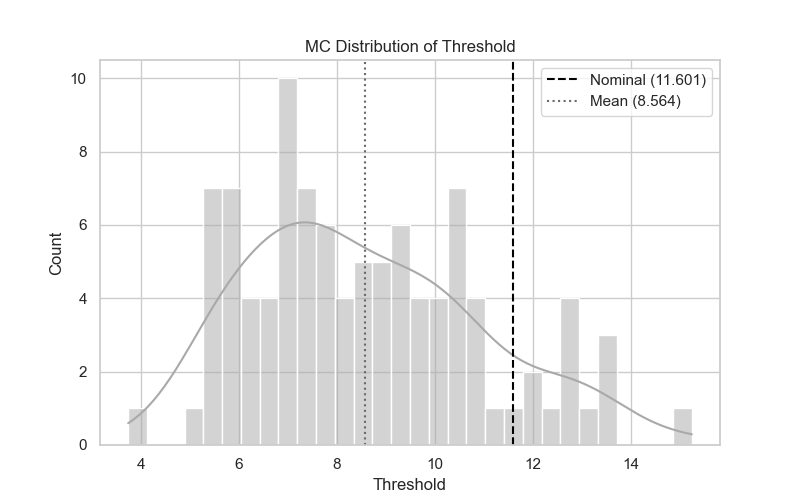 MC Distribution of Threshold
10
8
6
4
2
0
Count
Nominal (11.601)
Mean (8.564)
4 6 8 10 12 14
Threshold